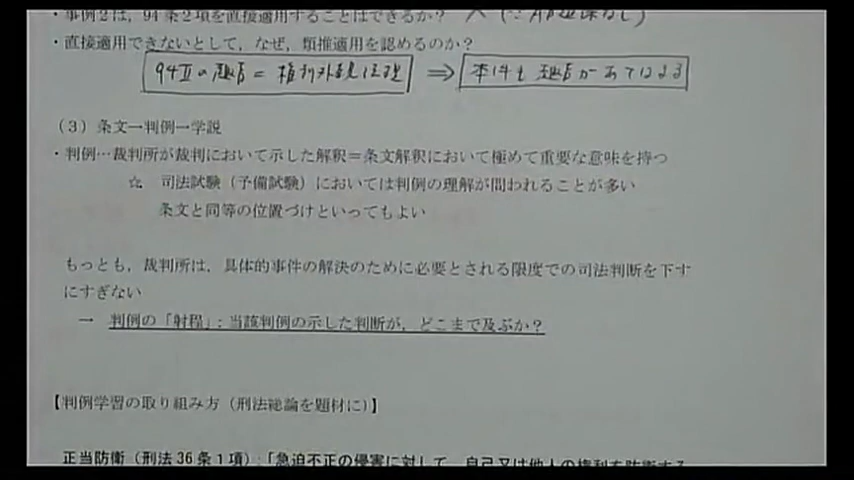 ・事例2は，94条2項を直接適用することはできるか？ × (∵
・直接適用できないとして，なぜ，類推適用を認めるのか？
94Ⅱの趣旨＝権利外観法理 ⇒ 本件も趣旨があてはまる
（3）条文―判例―学説
・判例…裁判所が裁判において示した解釈＝条文解釈において極めて重要な意味を持つ
☆ 司法試験（予備試験）においては判例の理解が問われることが多い
条文と同等の位置づけといってもよい
もっとも，裁判所は，具体的事件の解決のために必要とされる限度での司法判断を下す
にすぎない
→ 判例の「射程」：当該判例の示した判断が，どこまで及ぶか？
【判例学習の取り組み方（刑法総論を題材に）】
正当防衛（刑法36条1項）：「急迫不正の侵害に対して，自己又は他人の権利を防衛する